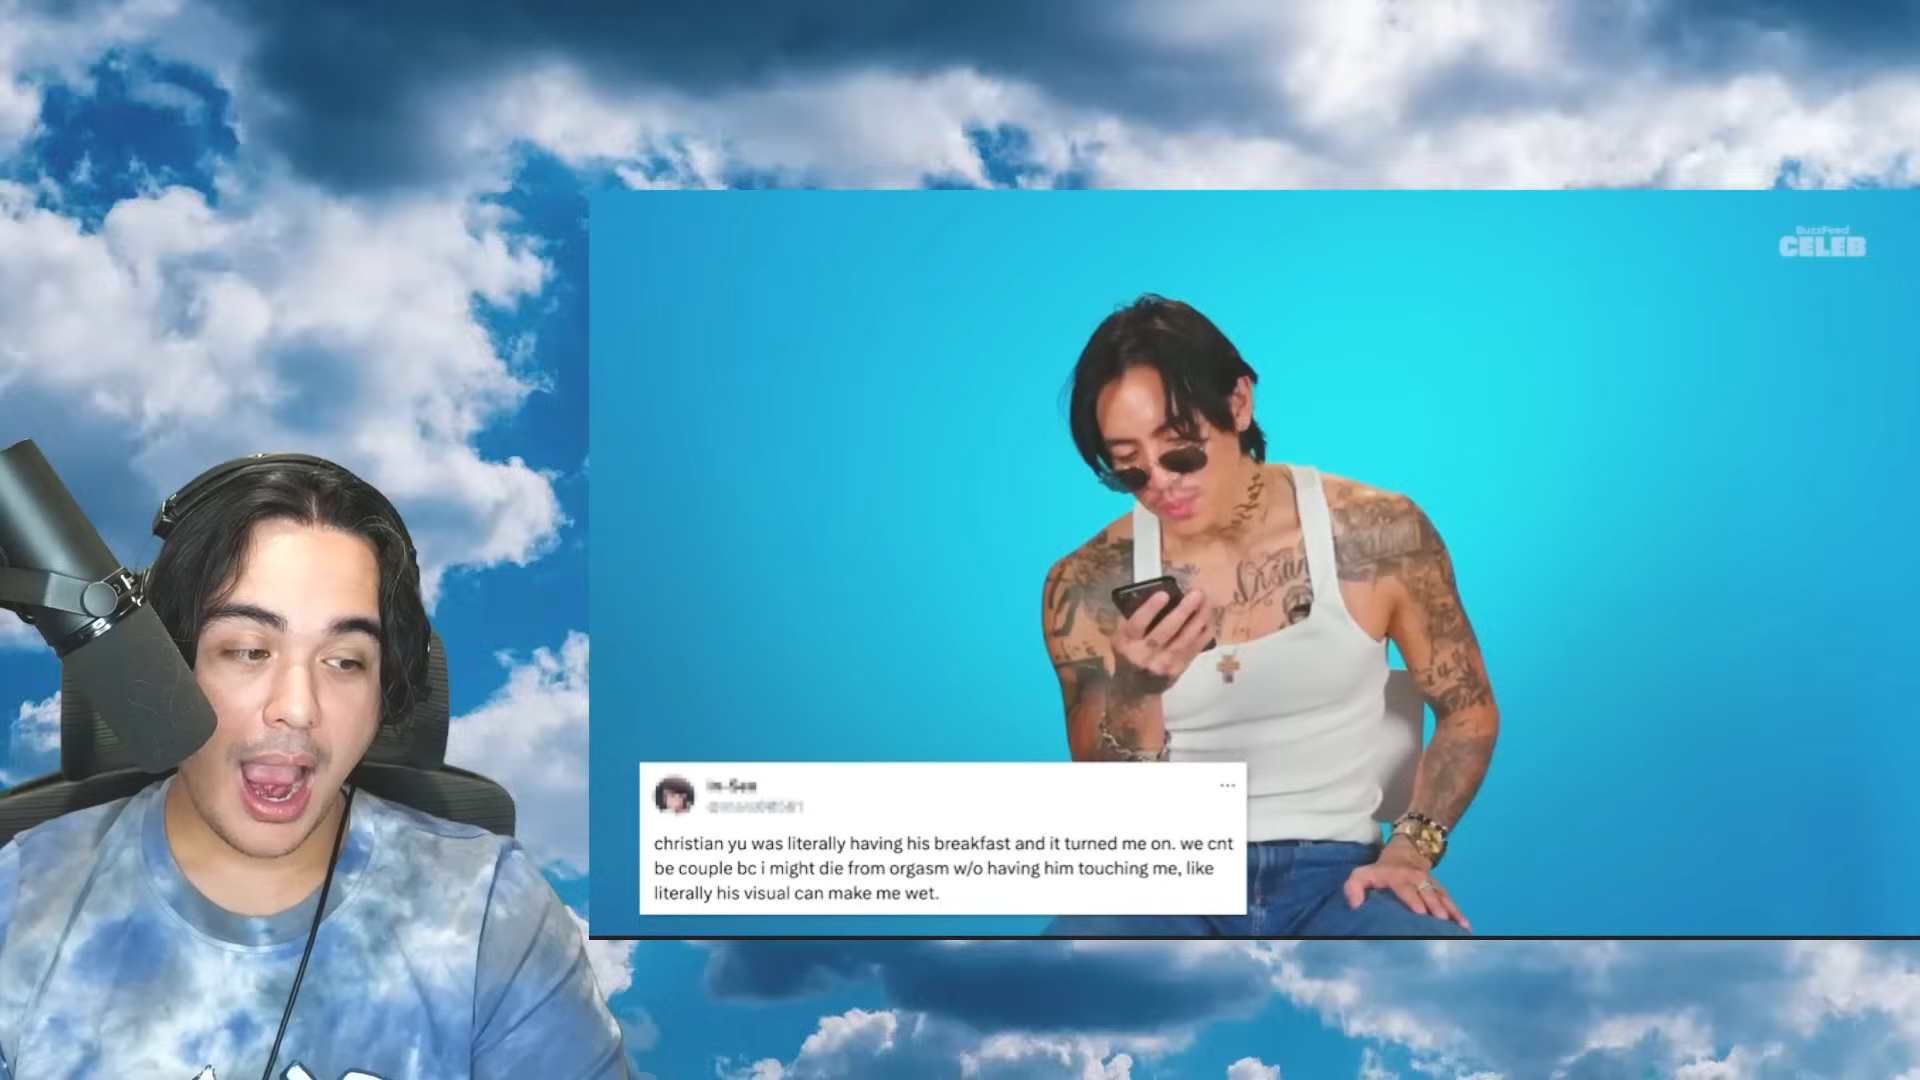 BuzzFeed
CELEB
christian yu was literally having his breakfast and it turned me on. we cnt
be couple bc i might die from orgasm w/o having him touching me, like
literally his visual can make me wet.